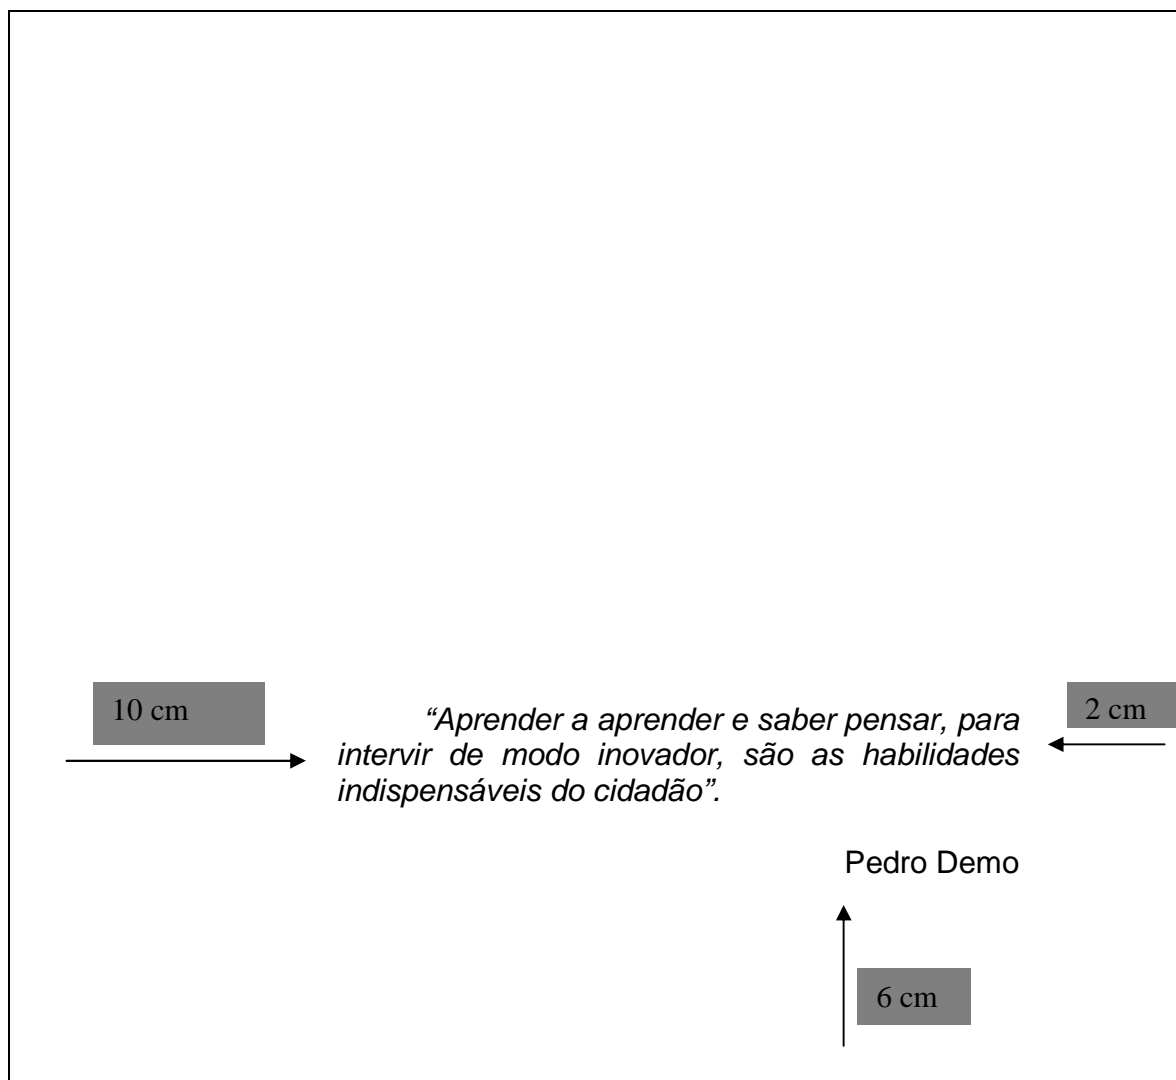 10 cm
2 cm
“Aprender a aprender e saber pensar, para
intervir de modo inovador, são as habilidades
indispensáveis do cidadão”.
Pedro Demo
6 cm